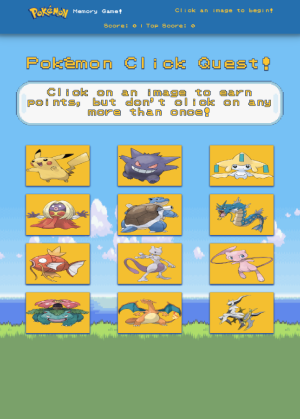 POKéMON Memory Game!
Click an image to begin!
Score: 0 | Top Score: 0
Pokemon Click Quest!
Click on an image to earn
points, but don't click on any
more than once!